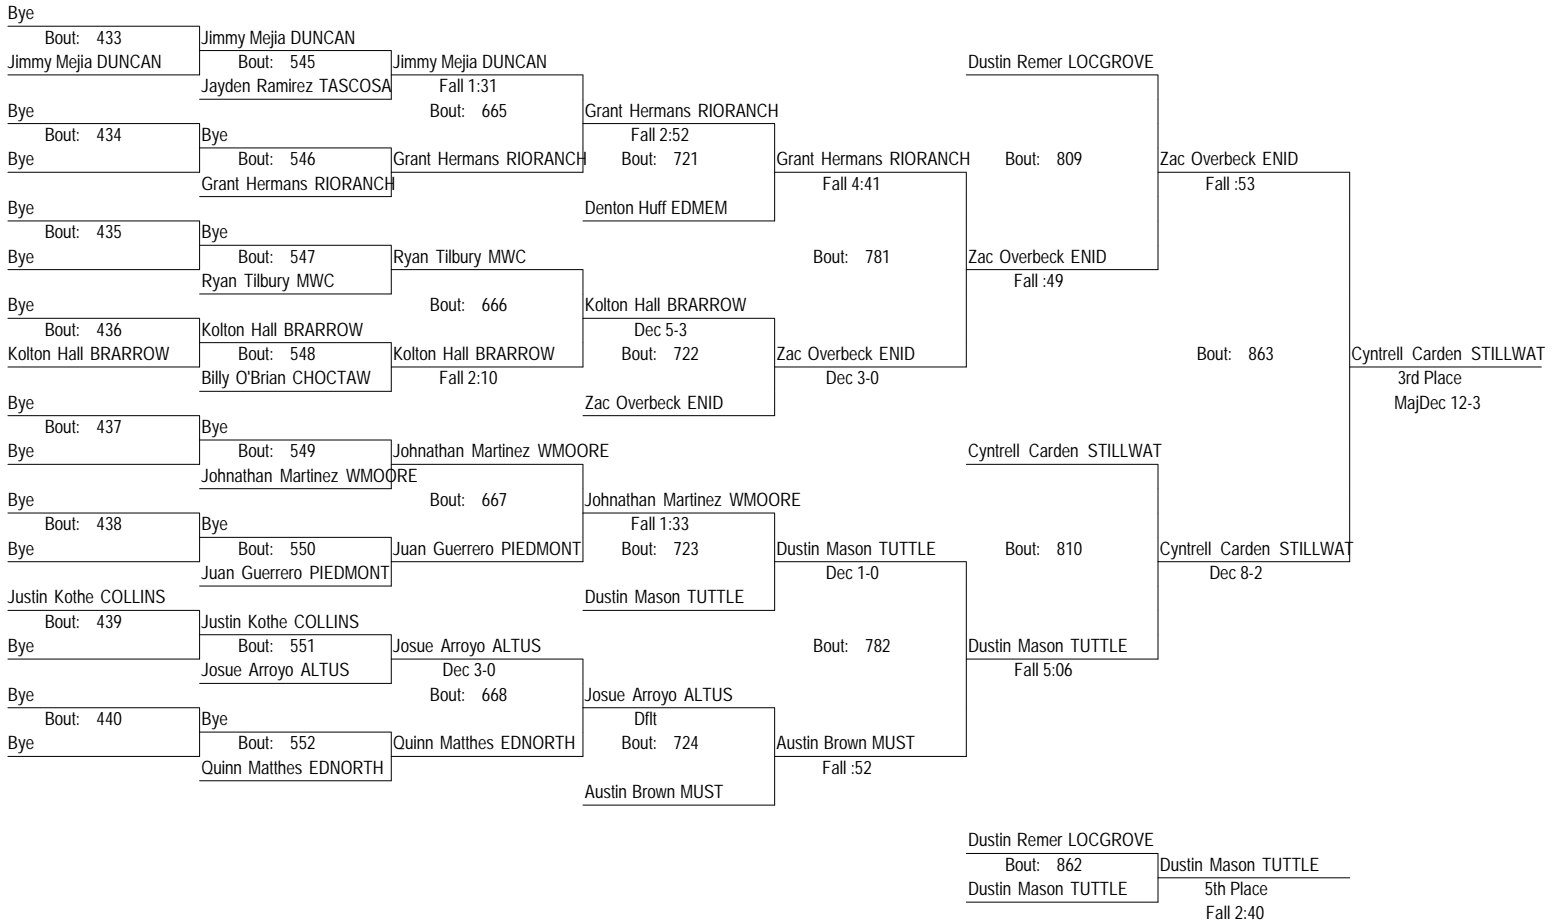 Bye
Bout: 433
Jimmy Mejia DUNCAN
Bye
Bout: 434
Bye
Bye
Bout: 435
Bye
Bye
Bout: 436
Kolton Hall BRARROW
Bye
Bout: 437
Bye
Bye
Bout: 438
Bye
Justin Kothe COLLINS
Bout: 439
Bye
Bye
Bout: 440
Bye
Jimmy Mejia DUNCAN
Bout: 545
Jayden Ramirez TASCOSA
Bye
Bout: 546
Grant Hermans RIORANCH
Bye
Bout: 547
Ryan Tilbury MWC
Kolton Hall BRARROW
Bout: 548
Billy O'Brian CHOCTAW
Bye
Bout: 549
Johnathan Martinez WMOORE
Bye
Bout: 550
Juan Guerrero PIEDMONT
Justin Kothe COLLINS
Bout: 551
Josue Arroyo ALTUS
Bye
Bout: 552
Quinn Matthes EDNORTH
Jimmy Mejia DUNCAN
Fall 1:31
Bout: 665
Grant Hermans RIORANCH
Ryan Tilbury MWC
Bout: 666
Kolton Hall BRARROW
Fall 2:10
Johnathan Martinez WMOORE
Bout: 667
Juan Guerrero PIEDMONT
Josue Arroyo ALTUS
Dec 3-0
Bout: 668
Quinn Matthes EDNORTH
Grant Hermans RIORANCH
Fall 2:52
Bout: 721
Denton Huff EDMEM
Kolton Hall BRARROW
Dec 5-3
Bout: 722
Zac Overbeck ENID
Johnathan Martinez WMOORE
Fall 1:33
Bout: 723
Dustin Mason TUTTLE
Josue Arroyo ALTUS
Dflt
Bout: 724
Austin Brown MUST
Grant Hermans RIORANCH
Fall 4:41
Bout: 781
Zac Overbeck ENID
Dec 3-0
Dustin Mason TUTTLE
Dec 1-0
Bout: 782
Austin Brown MUST
Fall :52
Dustin Remer LOCGROVE
Bout: 809
Zac Overbeck ENID
Fall :49
Cyntrell Carden STILLWAT
Bout: 810
Dustin Mason TUTTLE
Fall 5:06
Zac Overbeck ENID
Fall :53
Bout: 863
Cyntrell Carden STILLWAT
Dec 8-2
Cyntrell Carden STILLWAT
3rd Place
MajDec 12-3
Dustin Remer LOCGROVE
Bout: 862
Dustin Mason TUTTLE
Dustin Mason TUTTLE
5th Place
Fall 2:40